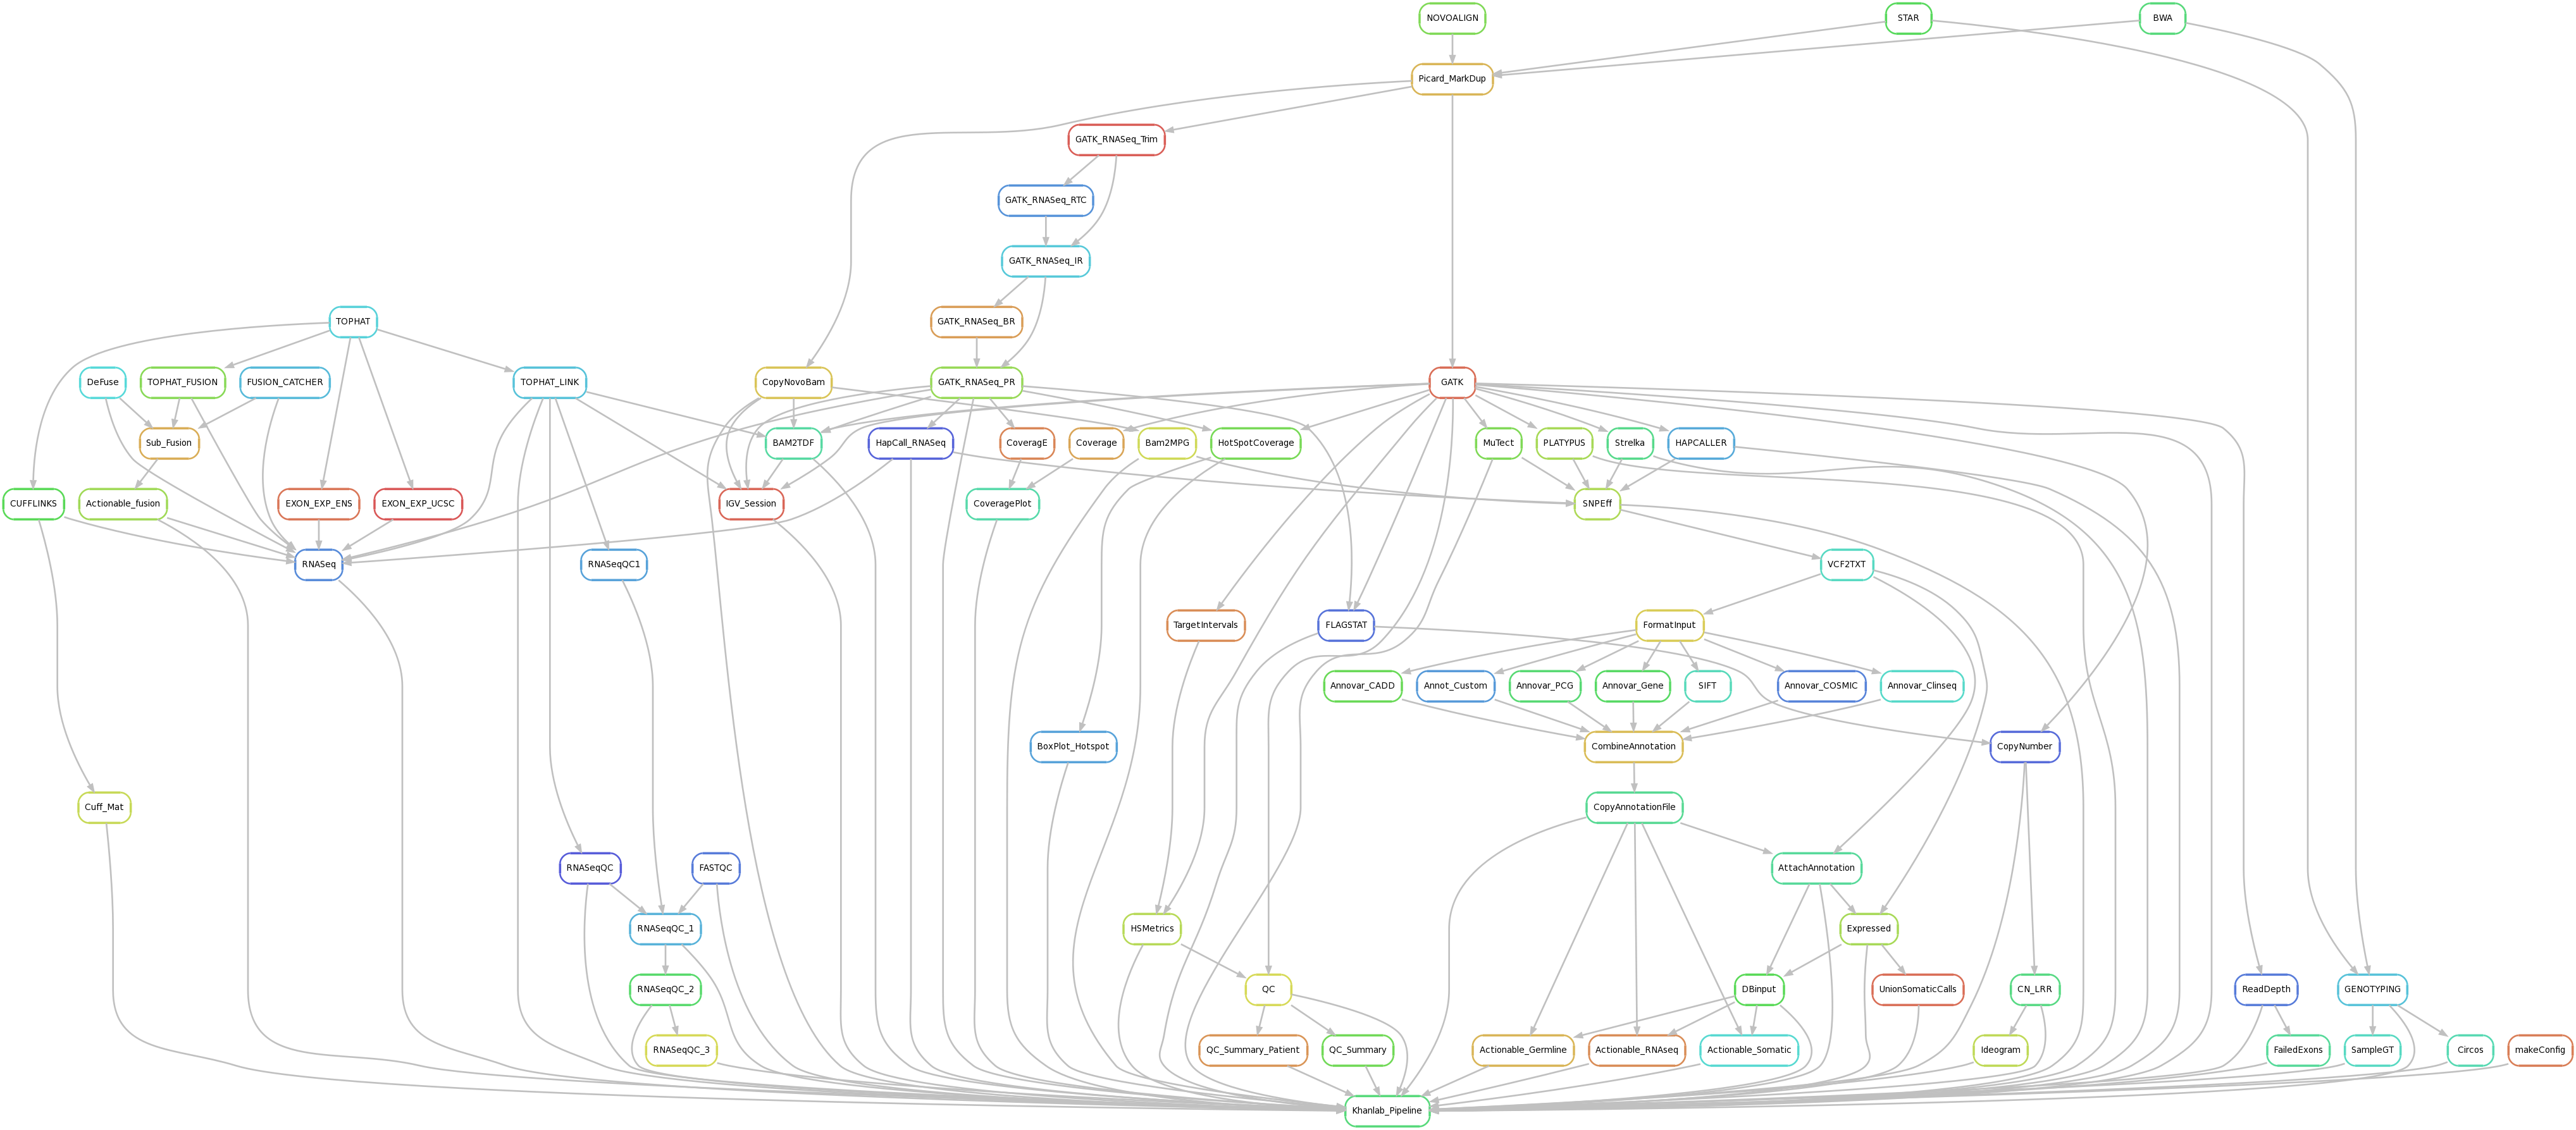 NOVOALIGN
STAR
BWA
Picard_MarkDup
GATK_RNASeq_Trim
GATK_RNASeq_RTC
GATK_RNASeq_IR
TOPHAT
GATK_RNASeq_BR
DeFuse
TOPHAT_FUSION
FUSION_CATCHER
TOPHAT_LINK
CopyNovoBam
GATK_RNASeq_PR
GATK
Sub_Fusion
BAM2TDF
HapCall_RNASeq
CoveragE
Coverage
Bam2MPG
HotSpotCoverage
MuTect
PLATYPUS
Strelka
HAPCALLER
CUFFLINKS
Actionable_fusion
EXON_EXP_ENS
EXON_EXP_UCSC
IGV_Session
CoveragePlot
SNPEff
RNASeq
RNASeqQC1
VCF2TXT
TargetIntervals
FLAGSTAT
FormatInput
Annovar_CADD
Annot_Custom
Annovar_PCG
Annovar_Gene
SIFT
Annovar_COSMIC
Annovar_Clinseq
BoxPlot_Hotspot
CombineAnnotation
CopyNumber
Cuff_Mat
CopyAnnotationFile
RNASeqQC
FASTQC
AttachAnnotation
RNASeqQC_1
HSMetrics
Expressed
RNASeqQC_2
QC
DBinput
UnionSomaticCalls
CN_LRR
ReadDepth
GENOTYPING
RNASeqQC_3
QC_Summary_Patient
QC_Summary
Actionable_Germline
Actionable_RNAseq
Actionable_Somatic
Ideogram
FailedExons
SampleGT
Circos
makeConfig
Khanlab_Pipeline